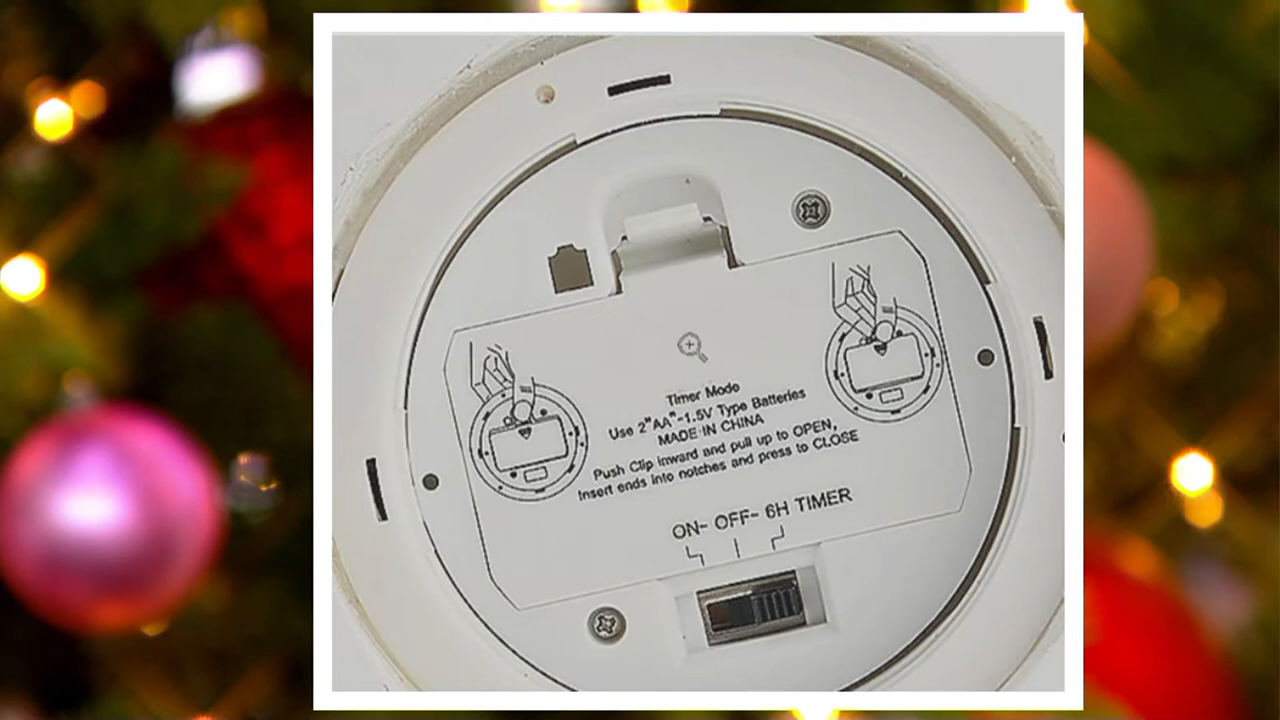 Timer Mode
Use 2"AA"-1.5V Type Batteries
MADE IN CHINA
Push Clip inward and pull up to OPEN,
Insert ends into notches and press to CLOSE
ON- OFF- 6H TIMER